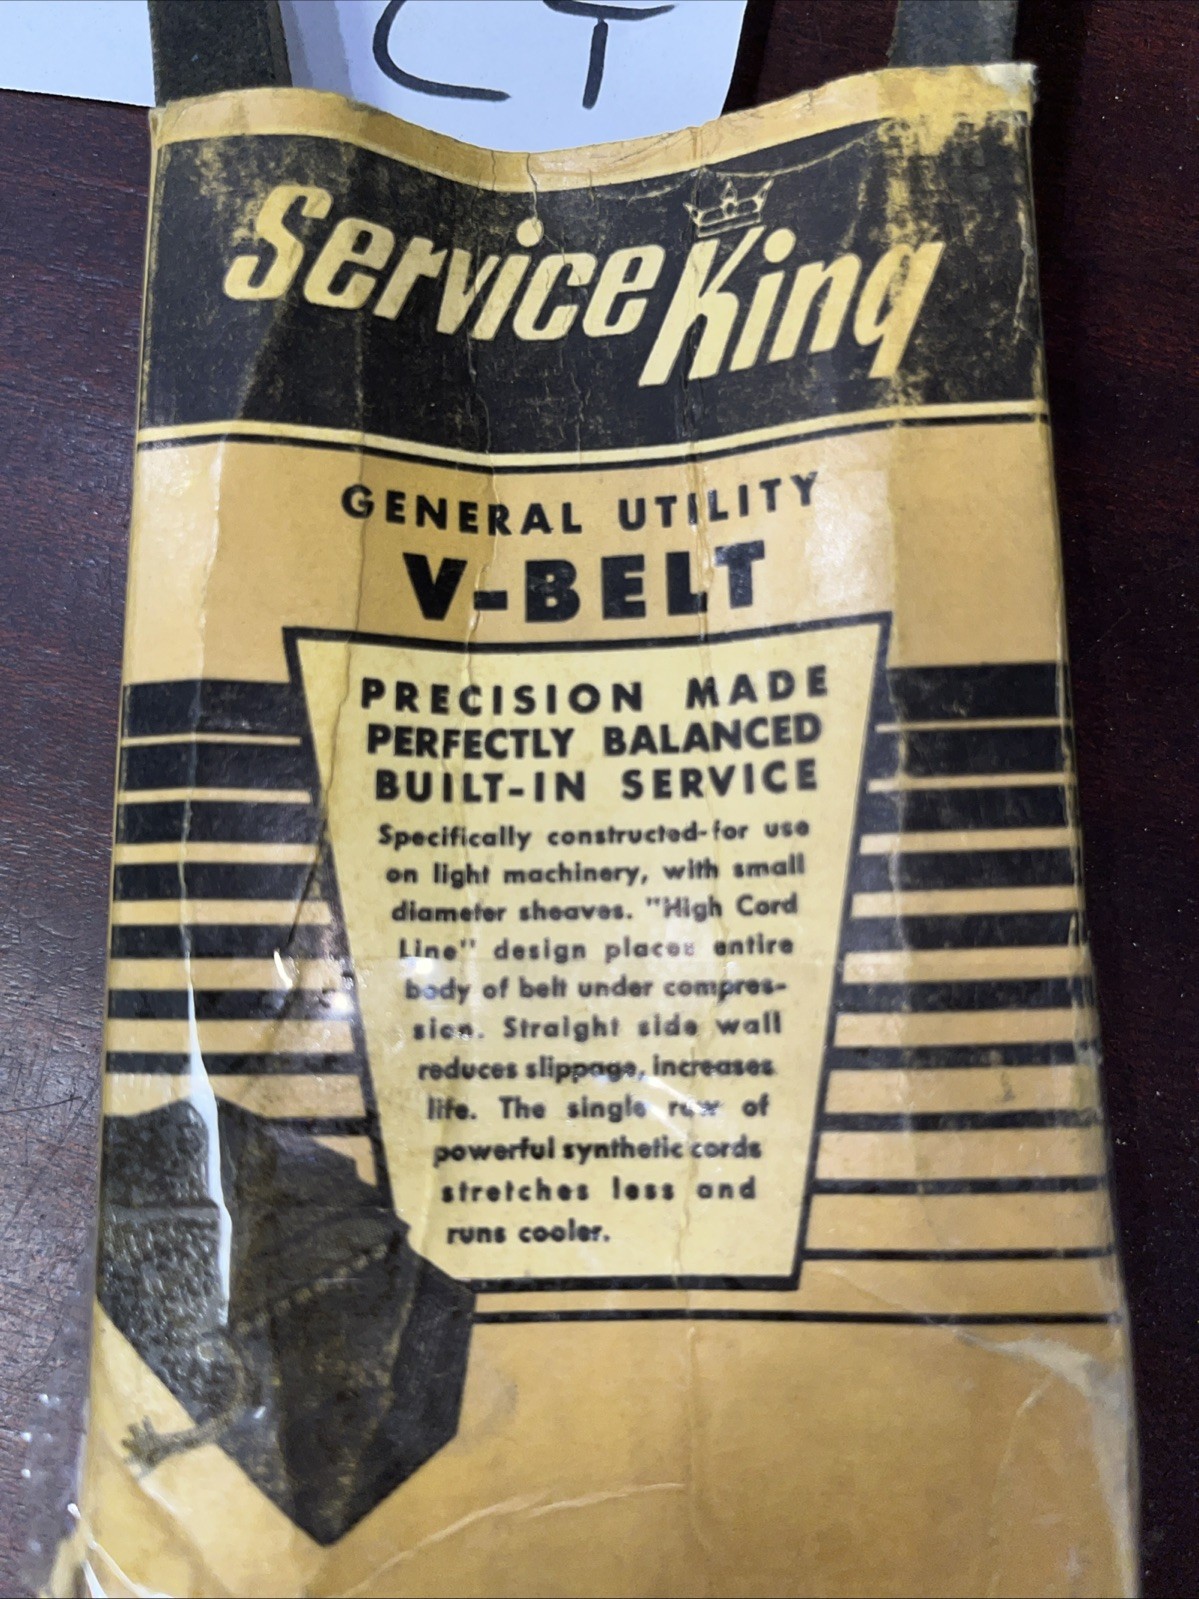 CT
Service King
GENERAL UTILITY
V-BELT
PRECISION MADE
PERFECTLY BALANCED
BUILT-IN SERVICE
Specifically constructed-for use
on light machinery, with small
diameter sheaves. "High Cord
Line" design places entire
body of belt under compres-
sion. Straight side wall
reduces slippage, increases
life. The single row of
powerful synthetic cords
stretches less and
runs cooler.